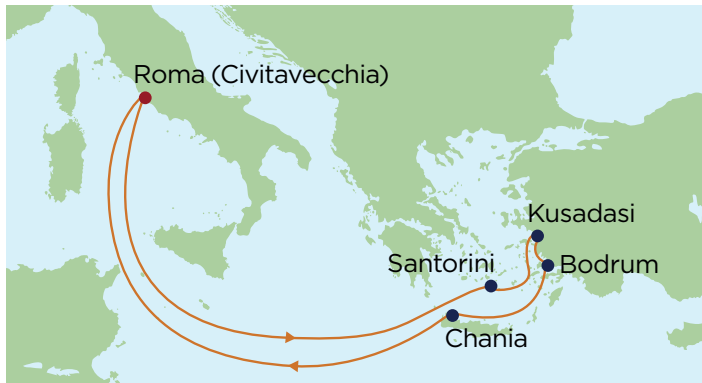 Roma (Civitavecchia)
Kusadasi
Santorini
Bodrum
Chania